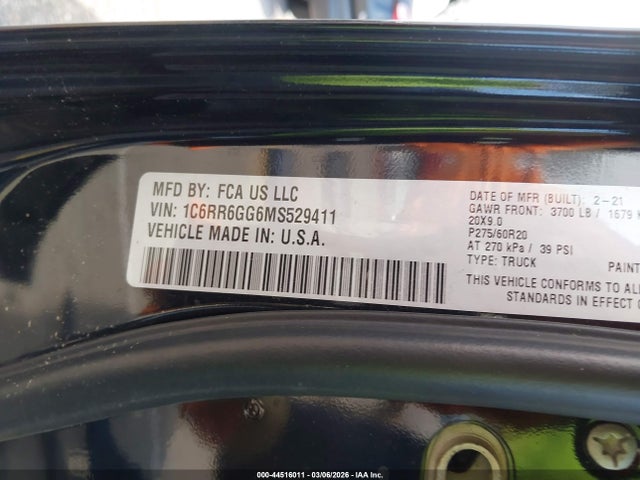 MFD BY: FCA US LLC
VIN: 1C6RR6GG6MS529411
VEHICLE MADE IN: U.S.A.
DATE OF MFR (BUILT): 2-21
GAWR FRONT: 3700 LB / 1679
20X9.0
P275/60R20
AT 270 kPa / 39 PSI
TYPE: TRUCK PAINT
THIS VEHICLE CONFORMS TO ALL
STANDARDS IN EFFECT
000-44516011 - 03/06/2026 - ©IAA, Inc.